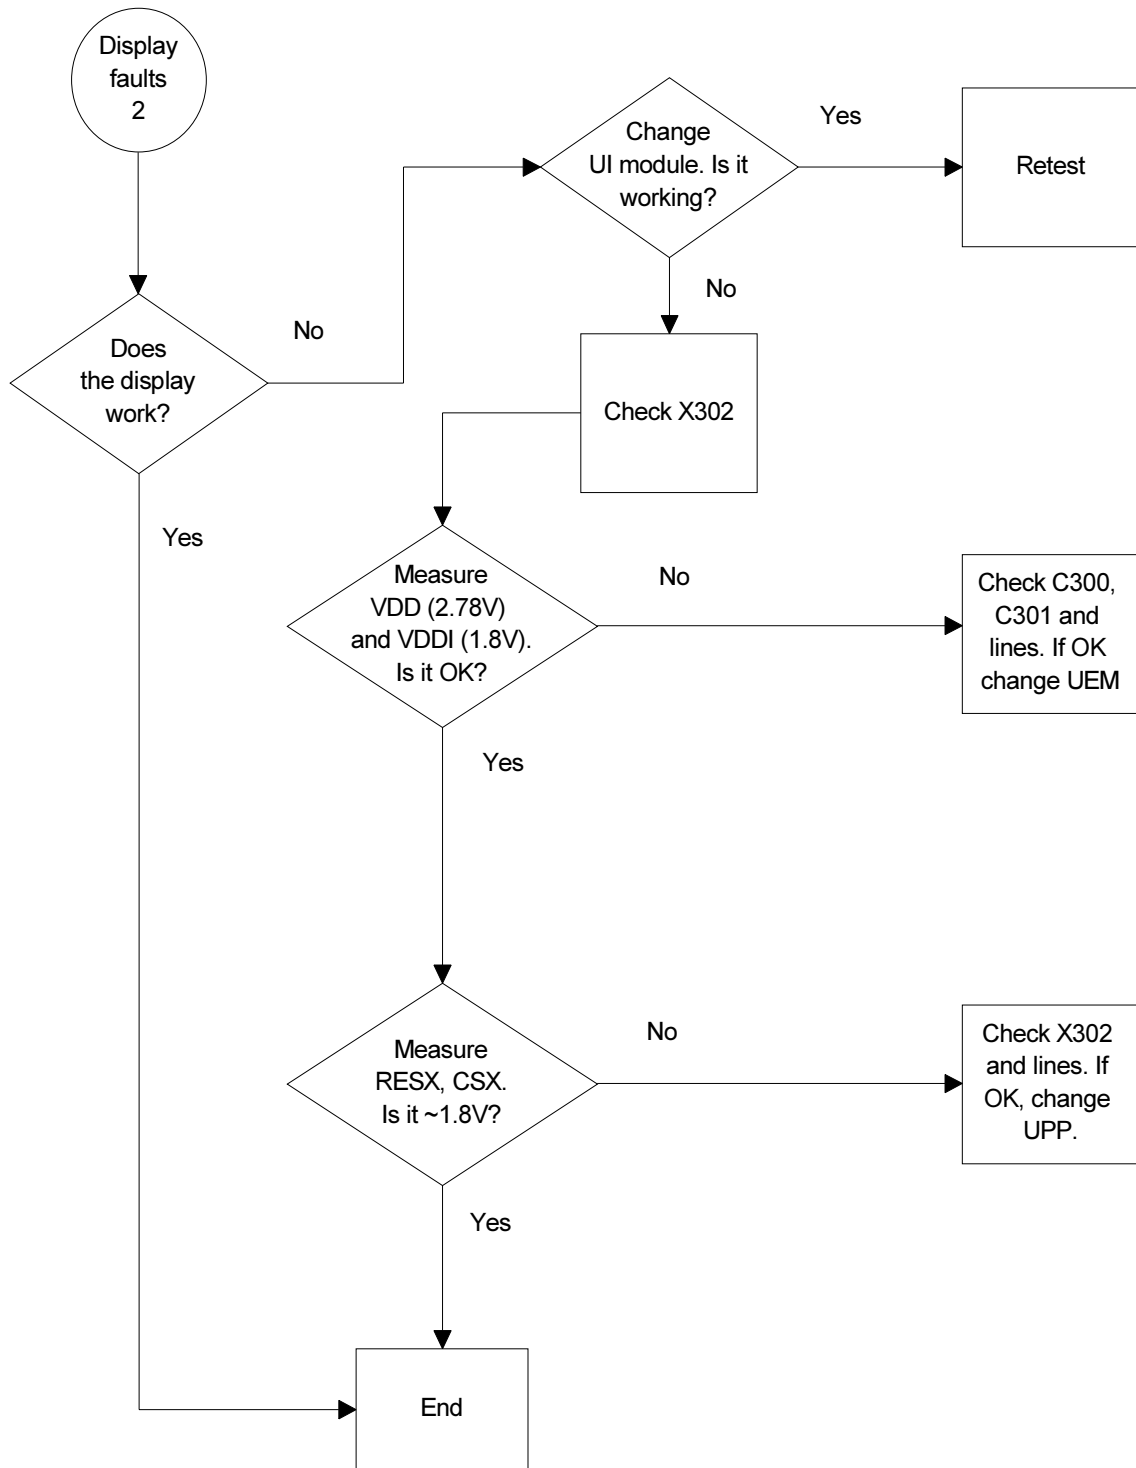 Display
faults
2
Change
UI module. Is it
working?
Yes
Retest
No
Does
the display
work?
No
Check X302
Yes
Measure
VDD (2.78V)
and VDDI (1.8V).
Is it OK?
No
Check C300,
C301 and
lines. If OK
change UEM
Yes
Measure
RESX, CSX.
Is it ~1.8V?
No
Check X302
and lines. If
OK, change
UPP.
Yes
End